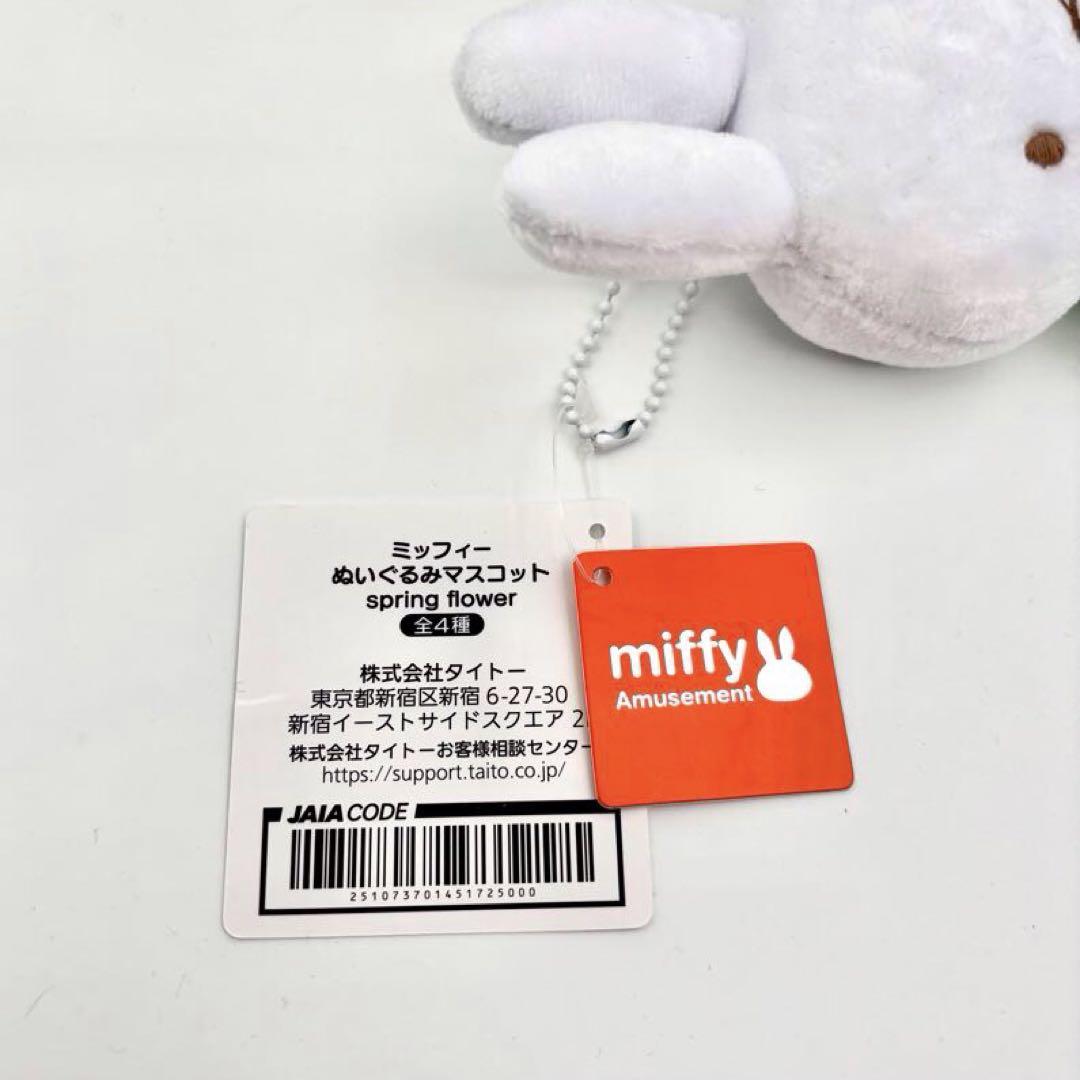 ミッフィー
ぬいぐるみマスコット
spring flower
全4種
株式会社タイトー
東京都新宿区新宿 6-27-30
新宿イーストサイドスクエア 2
株式会社タイトーお客様相談センター
https://support.taito.co.jp/
JAIA CODE
251073701451725000
miffy
Amusement